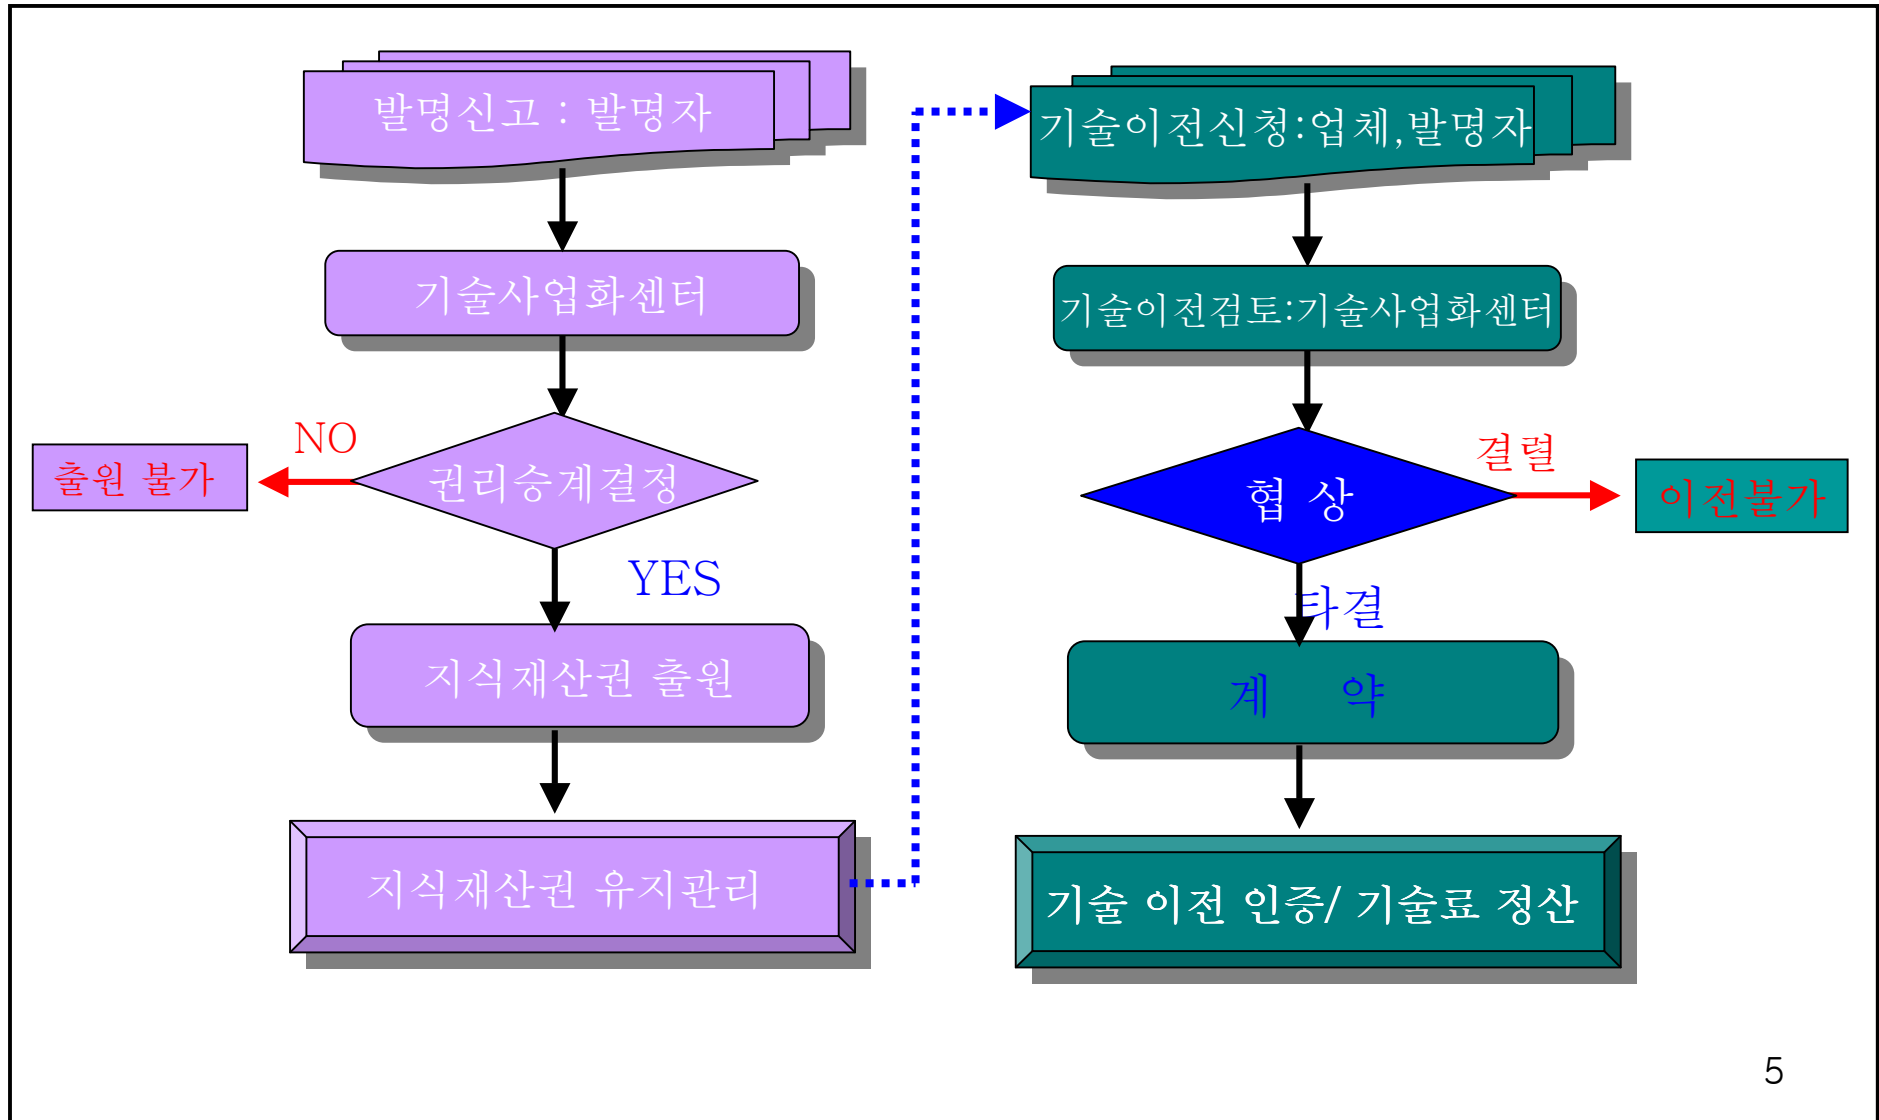 발명신고 : 발명자
기술사업화센터
NO
출원 불가
권리승계결정
YES
지식재산권 출원
지식재산권 유지관리
기술이전신청:업체,발명자
기술이전검토:기술사업화센터
결렬
협 상
이전불가
타결
계 약
기술 이전 인증/ 기술료 정산
5